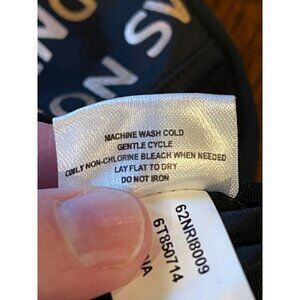 MACHINE WASH COLD
GENTLE CYCLE
ONLY NON-CHLORINE BLEACH WHEN NEEDED
LAY FLAT TO DRY
DO NOT IRON
62NRI8009
6T850714